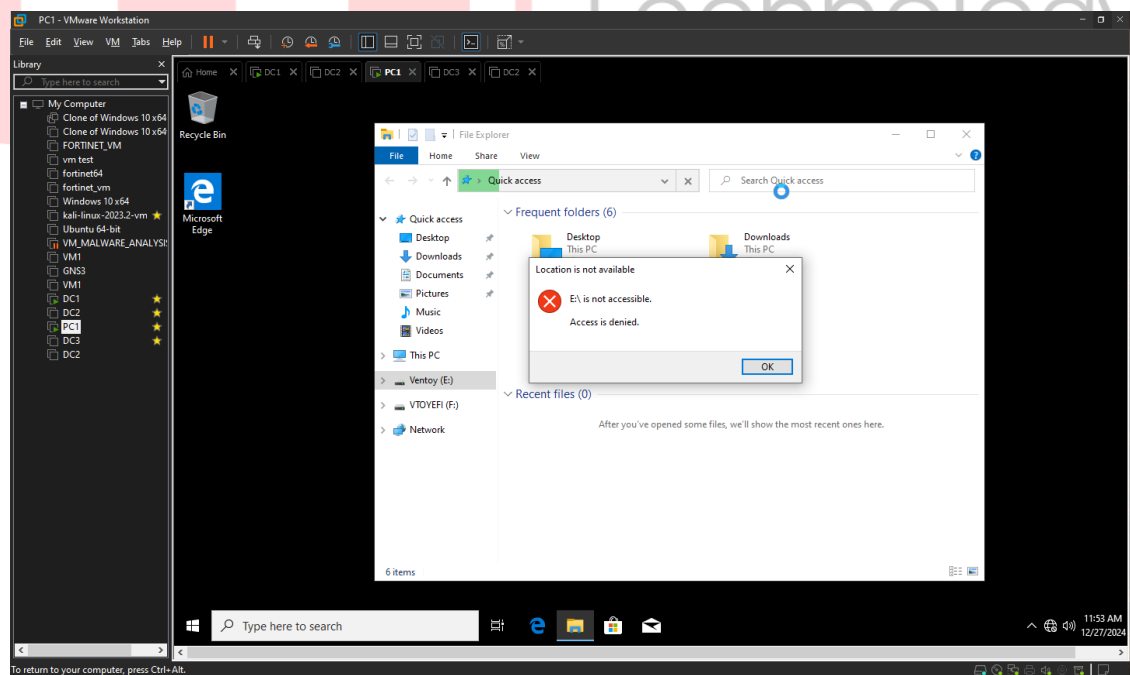 Technology
PC1 - VMware Workstation
File Edit View VM Tabs Help
Library
Type here to search
Home DC1 DC2 PC1 DC3 DC2
My Computer
Clone of Windows 10 x64
Clone of Windows 10 x64
FORTINET_VM
vm test
fortinet64
fortinet_vm
Windows 10 x64
kali-linux-2023.2-vm
Ubuntu 64-bit
VM_MALWARE_ANALYSI
VM1
GNS3
VM1
DC1
DC2
PC1
DC3
DC2
Recycle Bin
Microsoft
Edge
File Explorer
File Home Share View
Quick access
Search Quick access
Quick access
Desktop
Downloads
Documents
Pictures
Music
Videos
This PC
Ventoy (E:)
VTOYEFI (F:)
Network
Frequent folders (6)
Desktop
This PC
Downloads
This PC
Location is not available
E:\ is not accessible.
Access is denied.
OK
Recent files (0)
After you've opened some files, we'll show the most recent ones here.
6 items
Type here to search
11:53 AM
12/27/2024
To return to your computer, press Ctrl+Alt.